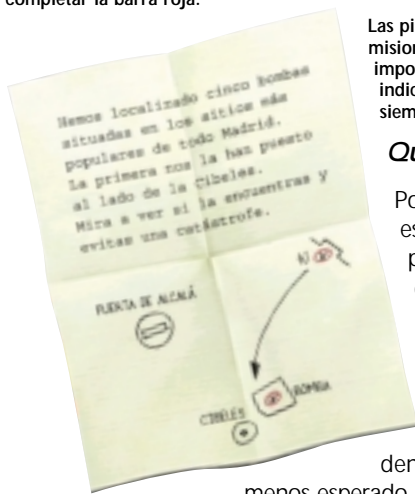 completar la barra roja.
Las pi
mision
impo
indic
siem
Qu
Po
es
p
Hemos localizado cinco bombas
situadas en los sitios más
populares de todo Madrid.
La primera nos la han puesto
al lado de la Cibeles.
Mira a ver si la encuentras y
evitas una catástrofe.
PUERTA DE ALCALÁ
BOMBA
CIBELES
den
menos esperado